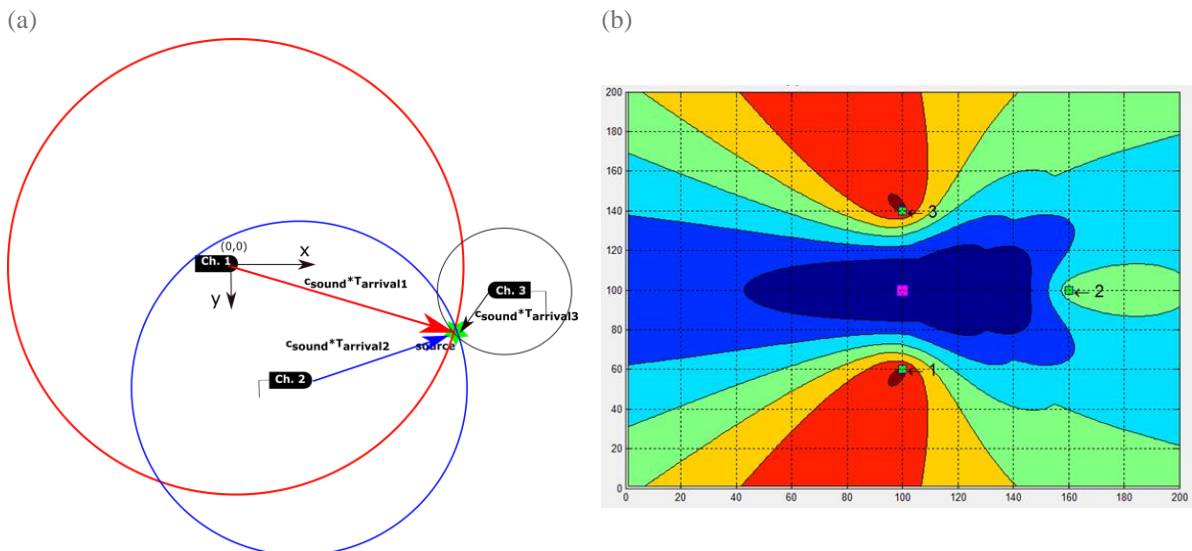 (a)
(0,0)
Ch. 1
x
y
csound*Tarrival1
Ch. 3
csound*Tarrival3
source
csound*Tarrival2
Ch. 2
(b)
200
180
160
140
120
100
80
60
40
20
0
3
2
1
0 20 40 60 80 100 120 140 160 180 200